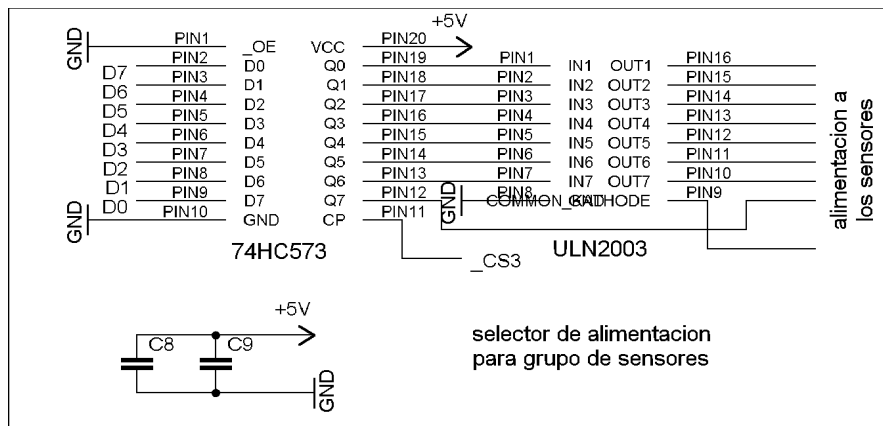 +5V
GND PIN1 _OE VCC PIN20
PIN2 D0 Q0 PIN19 PIN1 IN1 OUT1 PIN16
D7 PIN3 D1 Q1 PIN18 PIN2 IN2 OUT2 PIN15
D6 PIN4 D2 Q2 PIN17 PIN3 IN3 OUT3 PIN14
D5 PIN5 D3 Q3 PIN16 PIN4 IN4 OUT4 PIN13
D4 PIN6 D4 Q4 PIN15 PIN5 IN5 OUT5 PIN12
D3 PIN7 D5 Q5 PIN14 PIN6 IN6 OUT6 PIN11
D2 PIN8 D6 Q6 PIN13 PIN7 IN7 OUT7 PIN10
D1 PIN9 D7 Q7 PIN12 GND PIN8 GND COMMON_KATHODE PIN9
D0
GND PIN10 GND CP PIN11
74HC573
_CS3
ULN2003
alimentacion a
los sensores
+5V
C8 C9
GND
selector de alimentacion
para grupo de sensores